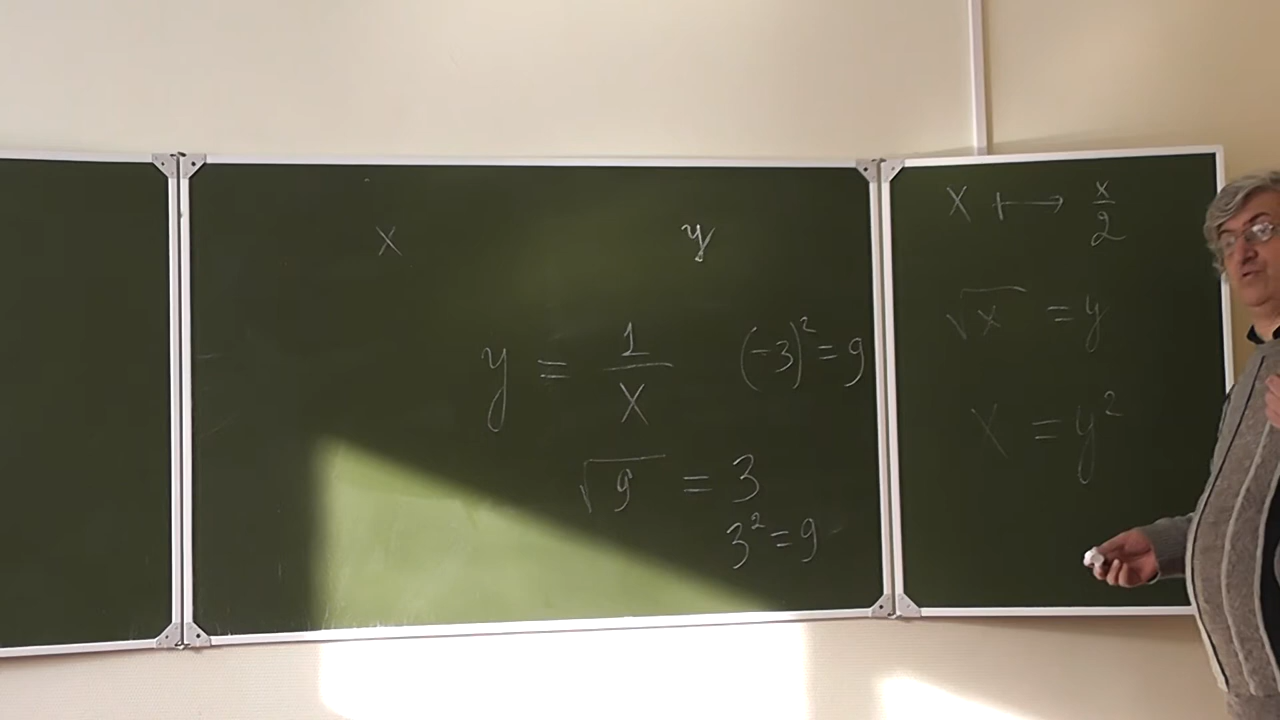 x y
y = 1/x (-3)² = 9
√9 = 3
3² = 9
x ↦ x/2
√x = y
x = y²